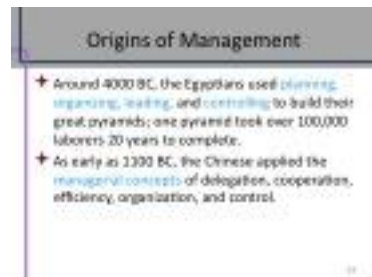 Origins of Management
Around 4000 BC, the Egyptians used planning,
organizing, leading, and controlling to build their
great pyramids; one pyramid took over 100,000
laborers 20 years to complete.
As early as 1100 BC, the Chinese applied the
managerial concepts of delegation, cooperation,
efficiency, organization, and control.